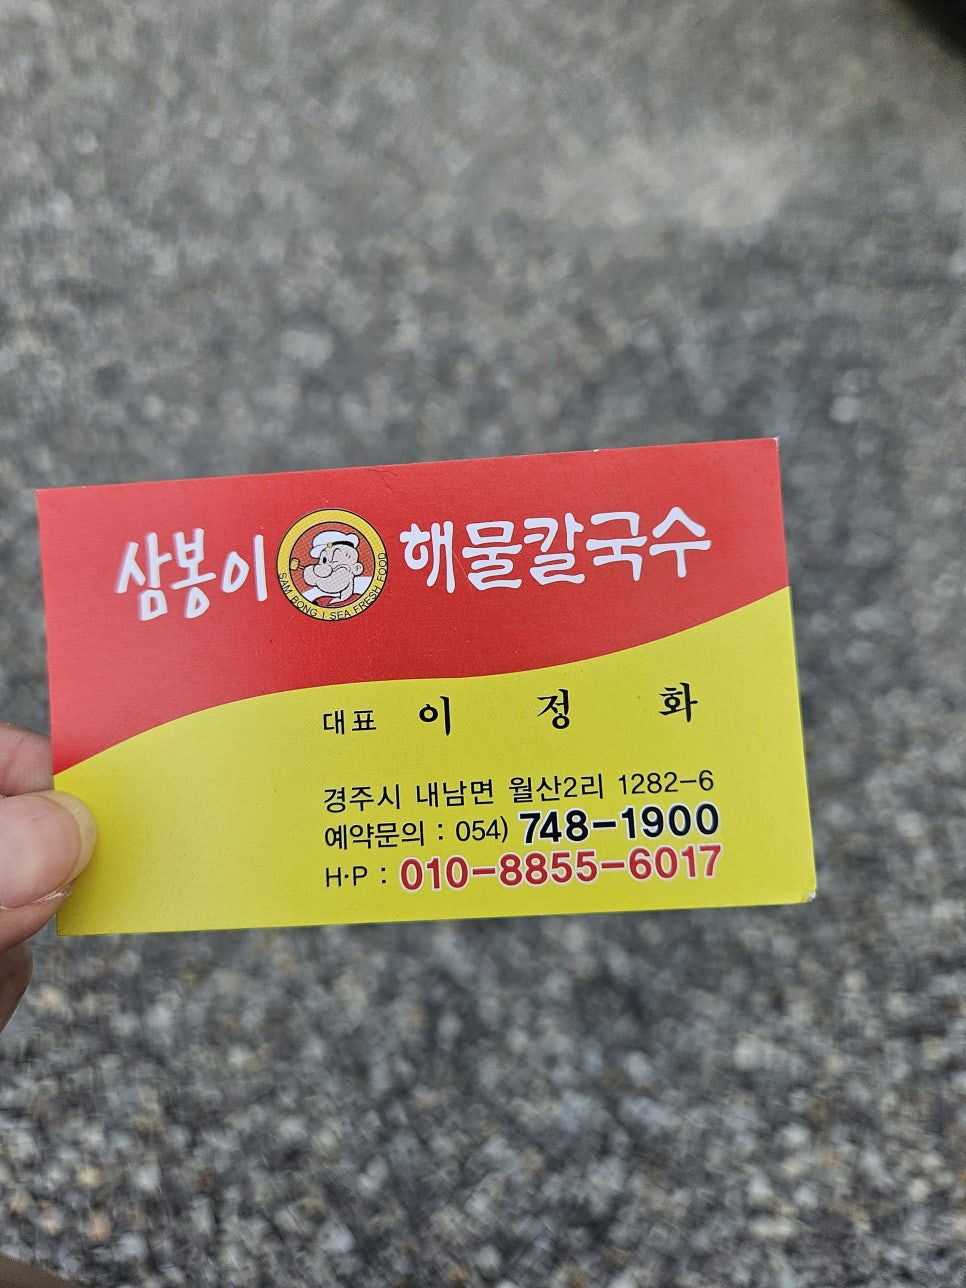 삼봉이 해물칼국수
SAM BONG I SEA FRESH FOOD
대표 이 정 화
경주시 내남면 월산2리 1282-6
예약문의 : 054) 748-1900
H·P : 010-8855-6017